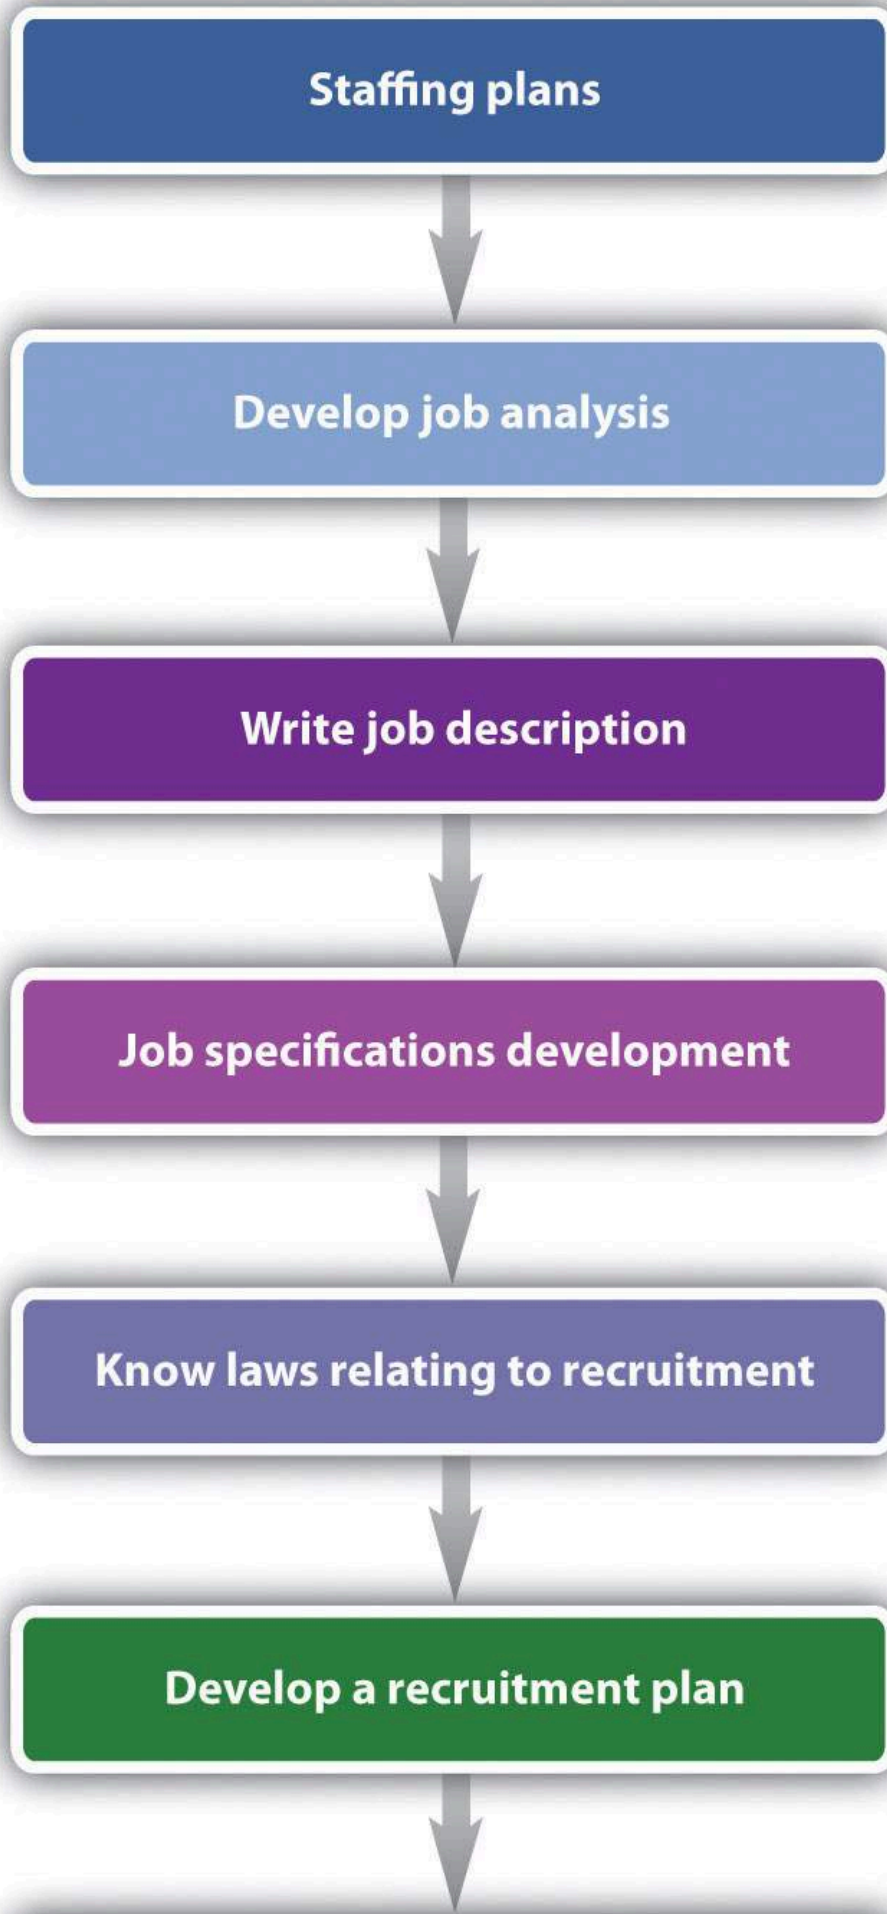 Staffing plans
Develop job analysis
Write job description
Job specifications development
Know laws relating to recruitment
Develop a recruitment plan